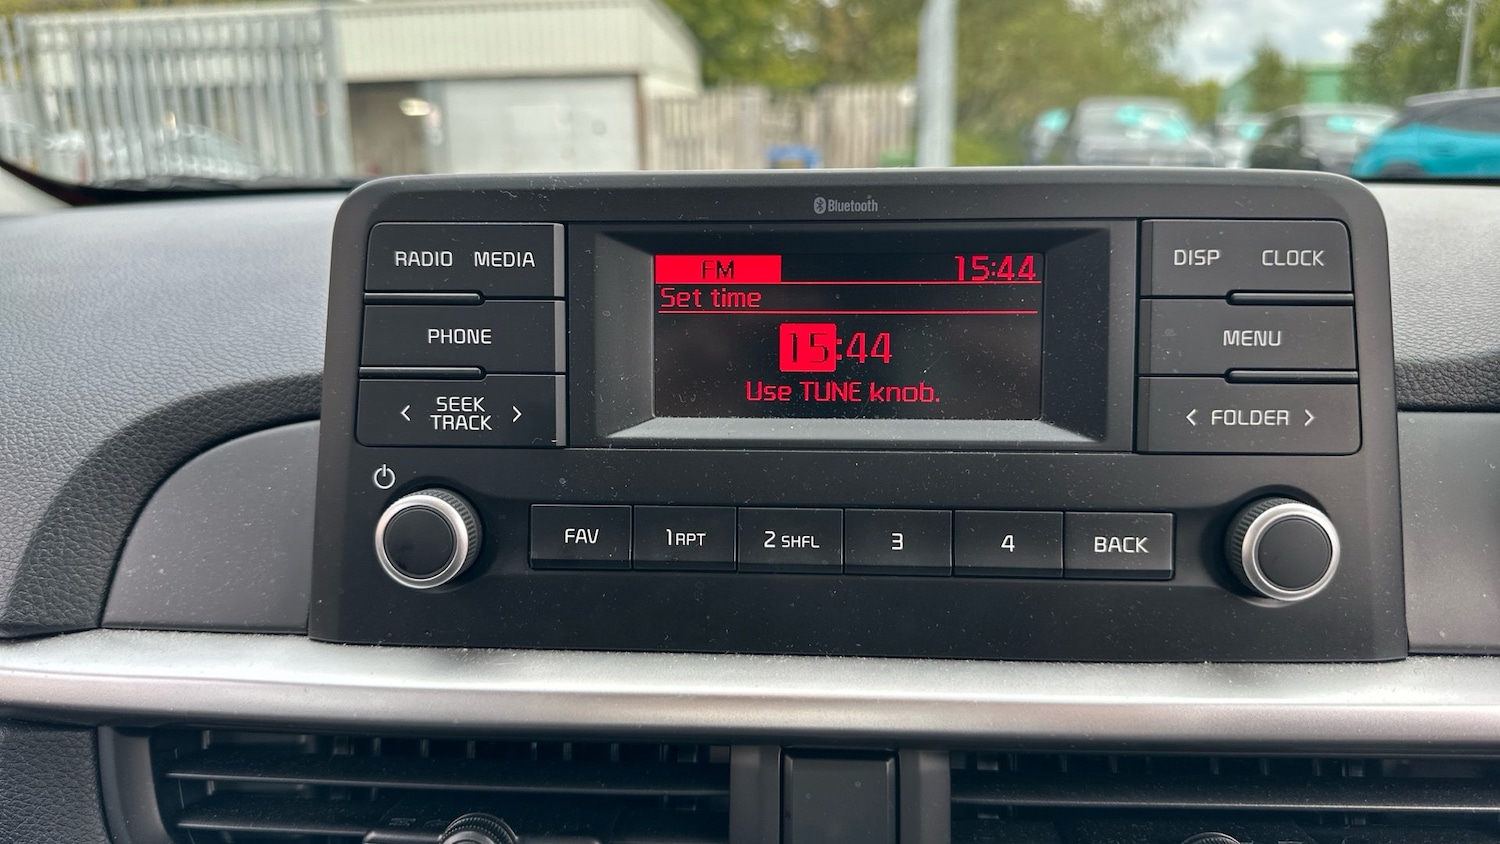 Bluetooth
RADIO MEDIA
PHONE
< SEEK TRACK >
FM 15:44
Set time
15:44
Use TUNE knob.
DISP CLOCK
MENU
< FOLDER >
FAV
1 RPT
2 SHFL
3
4
BACK